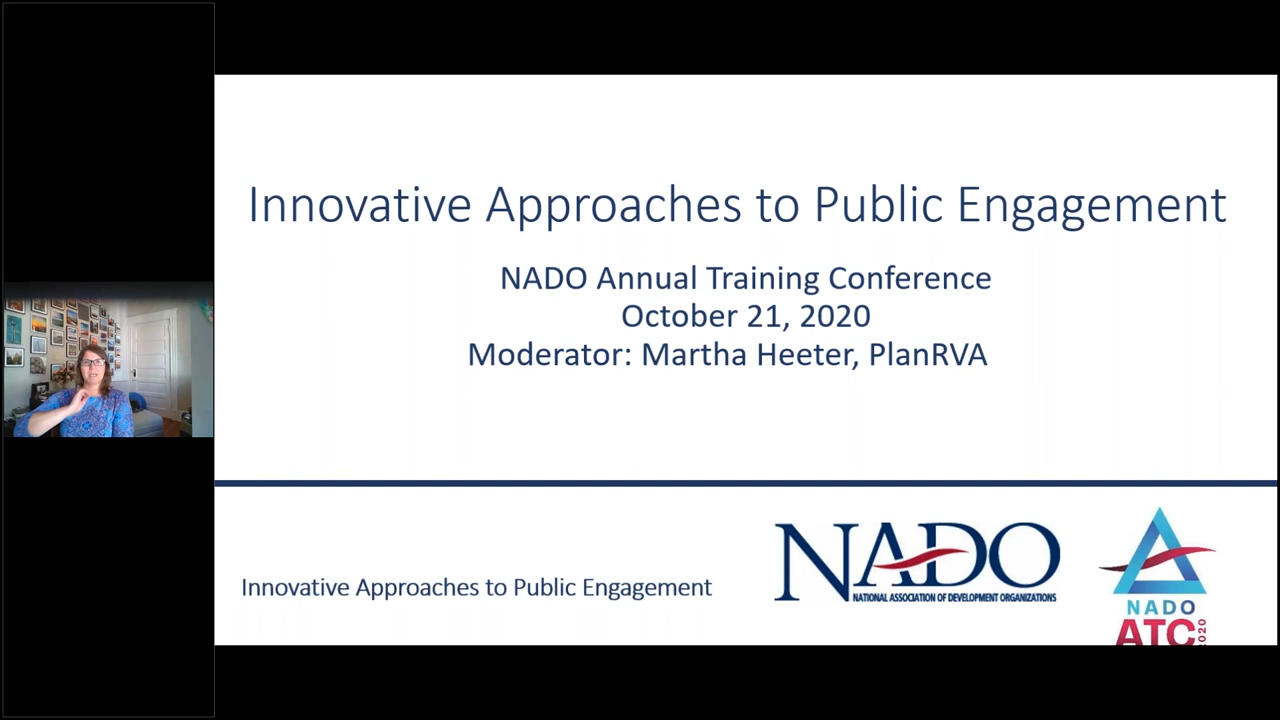 Innovative Approaches to Public Engagement
NADO Annual Training Conference
October 21, 2020
Moderator: Martha Heeter, PlanRVA
Innovative Approaches to Public Engagement
NADO
NATIONAL ASSOCIATION OF DEVELOPMENT ORGANIZATIONS
NADO
ATC 2020